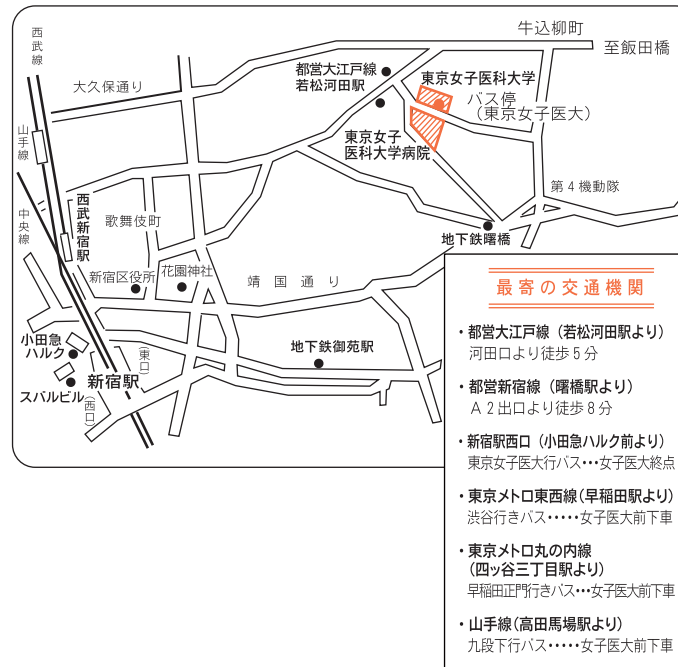 牛込柳町
至飯田橋
西武線
都営大江戸線
若松河田駅
東京女子医科大学
バス停
（東京女子医大）
大久保通り
山手線
東京女子
医科大学病院
第4機動隊
中央線
西武新宿駅
歌舞伎町
地下鉄曙橋
新宿区役所
花園神社
靖国通り
小田急
ハルク
(東口)
地下鉄御苑駅
新宿駅
スバルビル
(西口)
最寄の交通機関
・都営大江戸線（若松河田駅より）
河田口より徒歩5分
・都営新宿線（曙橋駅より）
A2出口より徒歩8分
・新宿駅西口（小田急ハルク前より）
東京女子医大行バス・・・女子医大終点
・東京メトロ東西線(早稲田駅より)
渋谷行きバス・・・・・女子医大前下車
・東京メトロ丸の内線
(四ッ谷三丁目駅より)
早稲田正門行きバス・・・女子医大前下車
・山手線(高田馬場駅より)
九段下行バス・・・・・女子医大前下車